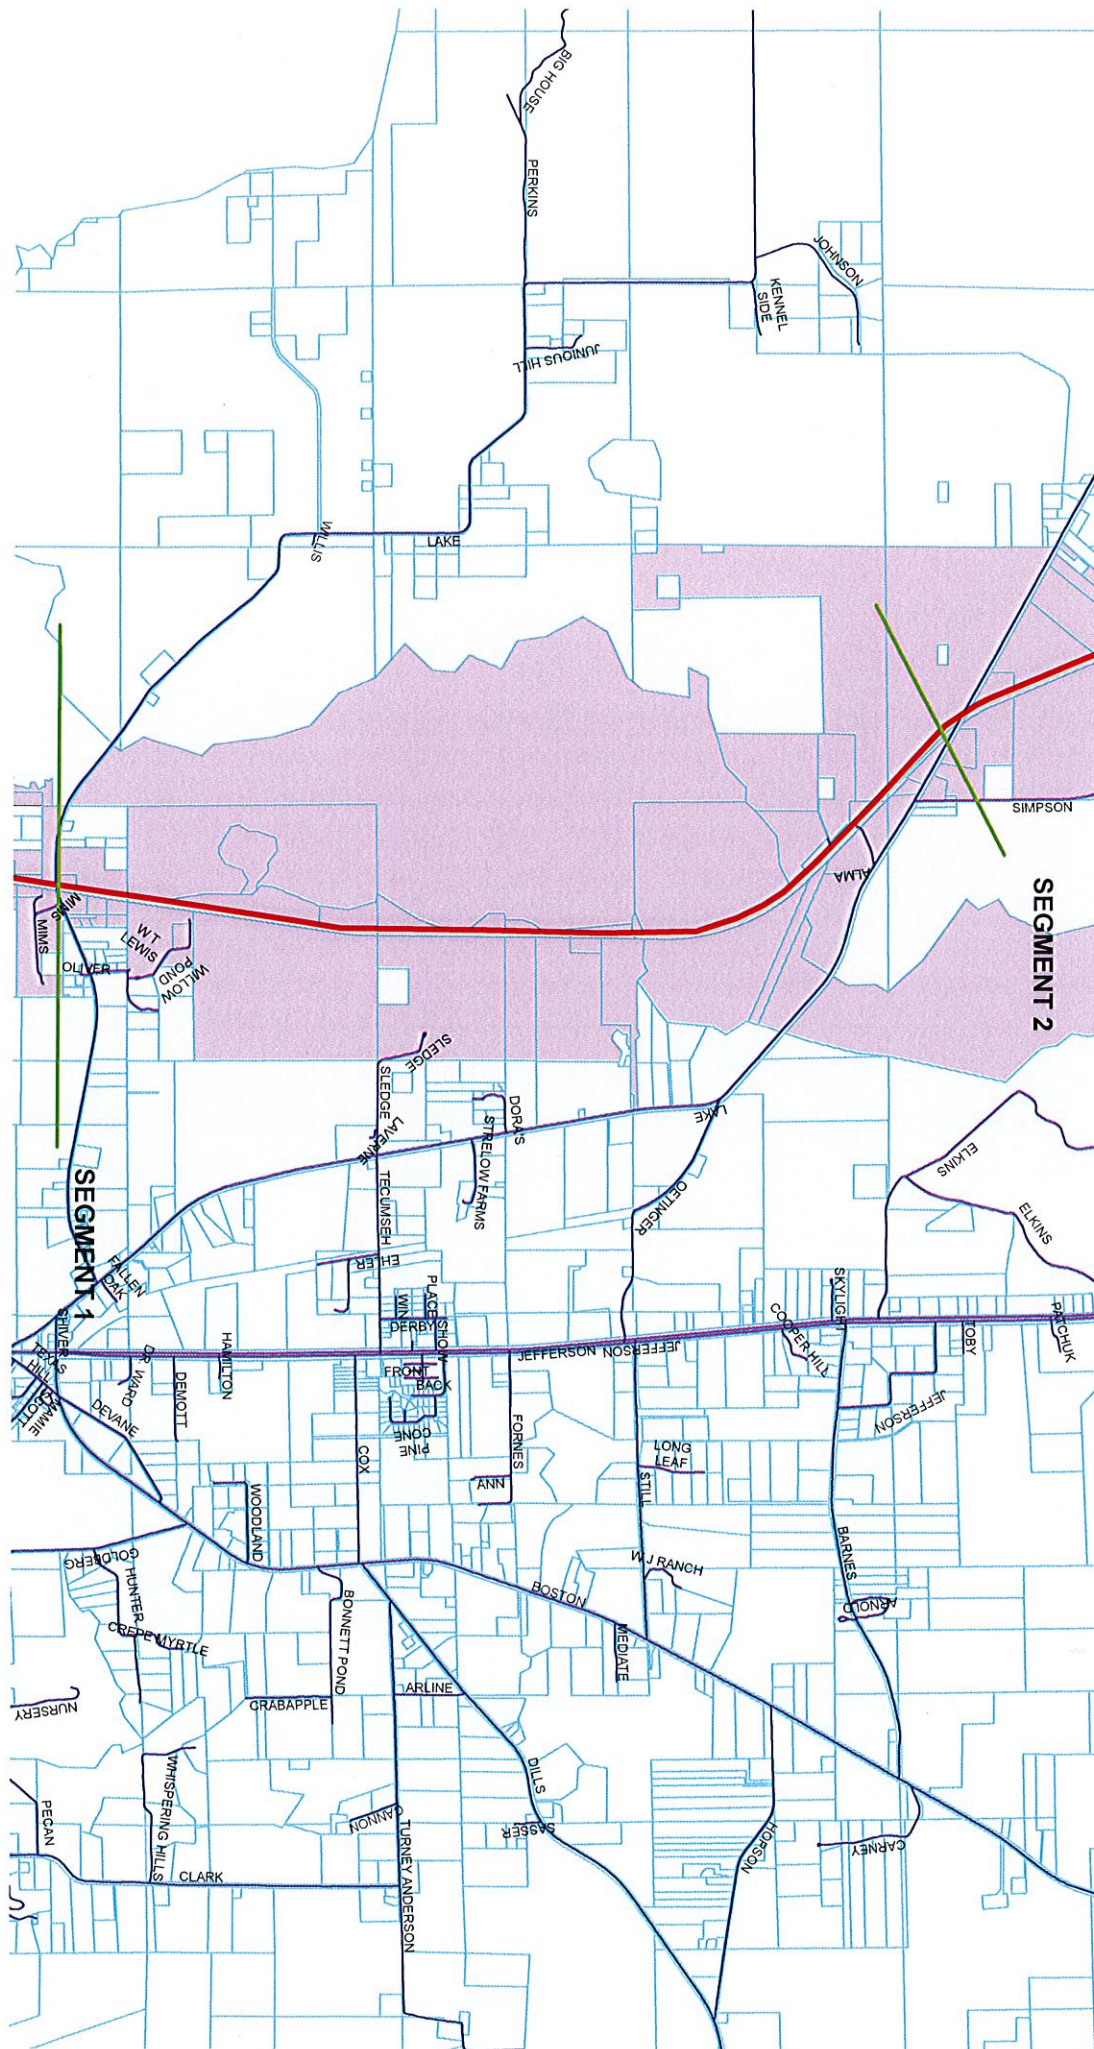 BIG HOUSE
PERKINS
JOHNSON
KENNEL
SIDE
JUNIOUS HILL
WILLIS
LAKE
SIMPSON
ALMA
SEGMENT 2
MIMS
MIMS
W T
LEWIS
WILLOW
POND
OLIVER
SLEDGE
SLEDGE
LAVERNE
DORA'S
STRELOW FARMS
TECUMSEH
LAKE
OETINGER
ELKINS
ELKINS
SEGMENT 1
FALLEN
OAK
EHLER
PLACE
WIN
SHOW
DERBY
SKYLIGHT
COOPER HILL
TOBY
PATCHUK
SHIVER
TEXAS
HILL
ABBOTT
MAMIE
DR WARD
DEMOTT
HAMILTON
DEVANE
JEFFERSON
JEFFERSON
JEFFERSON
FRONT
BACK
PINE
CONE
COX
FORNES
ANN
LONG
LEAF
STILL
BARNES
WOODLAND
GOLDBERG
HUNTER
CREPE MYRTLE
BONNETT POND
BOSTON
W J RANCH
MEDIATE
ARNOLD
NURSERY
CRABAPPLE
ARLINE
WHISPERING HILLS
DILLS
PECAN
CANNON
SASSER
HOPSON
CARNEY
CLARK
TURNEY ANDERSON